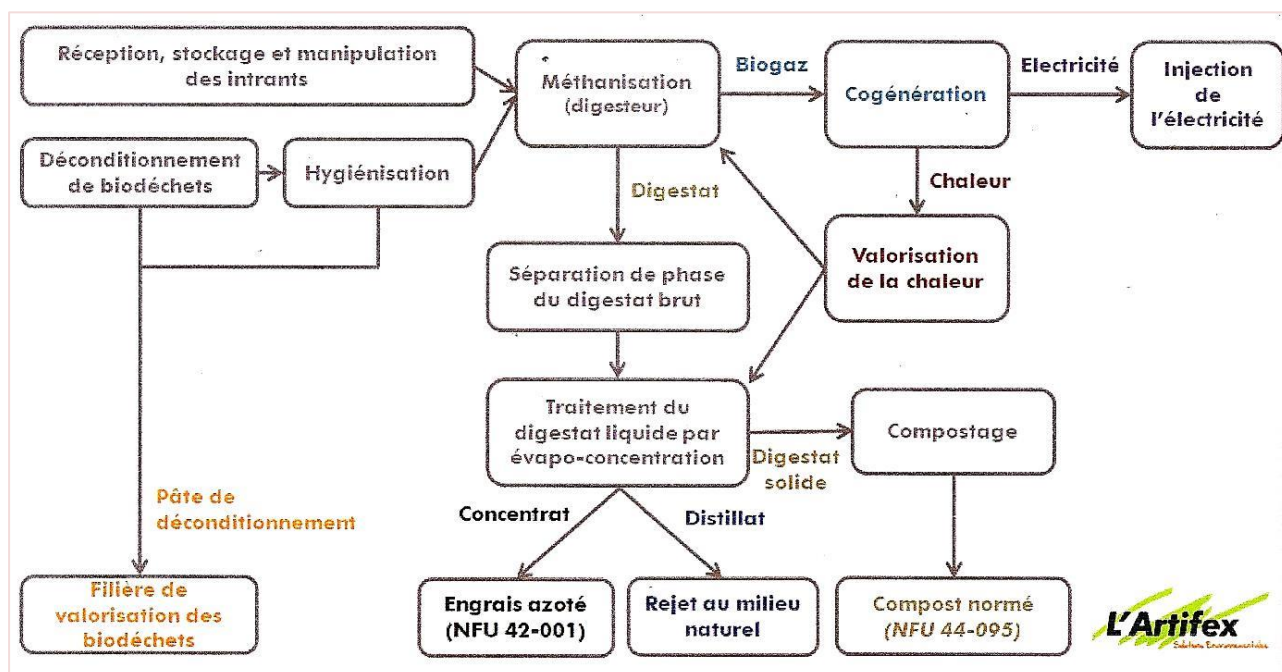 Réception, stockage et manipulation
des intrants
Méthanisation
(digesteur)
Biogaz
Cogénération
Electricité
Injection
de
l'électricité
Déconditionnement
de biodéchets
Hygiénisation
Digestat
Chaleur
Séparation de phase
du digestat brut
Valorisation
de la chaleur
Traitement du
digestat liquide par
évapo-concentration
Digestat
solide
Compostage
Pâte de
déconditionnement
Concentrat
Distillat
Filière de
valorisation des
biodéchets
Engrais azoté
(NFU 42-001)
Rejet au milieu
naturel
Compost normé
(NFU 44-095)
L'Artifex
Solutions Environnementales